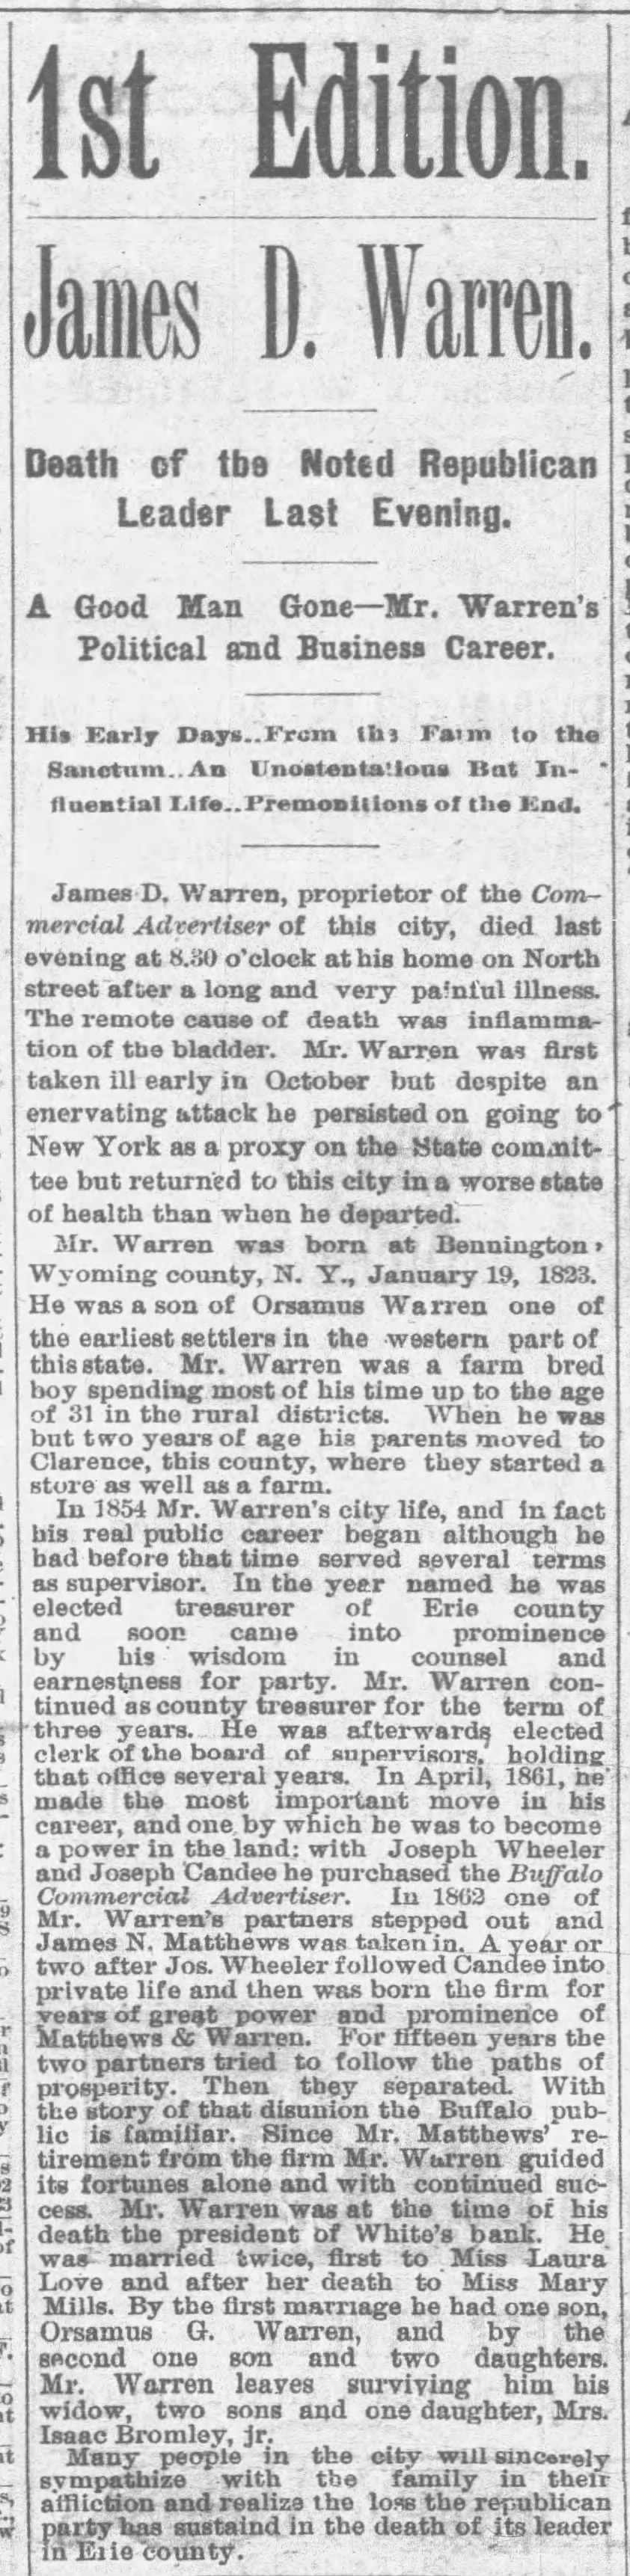 1st Edition.
James D. Warren.
Death of the Noted Republican
Leader Last Evening.
A Good Man Gone—Mr. Warren's
Political and Business Career.
His Early Days..From the Farm to the
Sanctum..An Unostentatious But In-
fluential Life..Premonitions of the End.
James D. Warren, proprietor of the Com-
mercial Advertiser of this city, died last
evening at 8.30 o'clock at his home on North
street after a long and very painful illness.
The remote cause of death was inflamma-
tion of the bladder. Mr. Warren was first
taken ill early in October but despite an
enervating attack he persisted on going to
New York as a proxy on the State commit-
tee but returned to this city in a worse state
of health than when he departed.
Mr. Warren was born at Bennington,
Wyoming county, N. Y., January 19, 1823.
He was a son of Orsamus Warren one of
the earliest settlers in the western part of
this state. Mr. Warren was a farm bred
boy spending most of his time up to the age
of 31 in the rural districts. When he was
but two years of age his parents moved to
Clarence, this county, where they started a
store as well as a farm.
In 1854 Mr. Warren's city life, and in fact
his real public career began although he
had before that time served several terms
as supervisor. In the year named he was
elected treasurer of Erie county
and soon came into prominence
by his wisdom in counsel and
earnestness for party. Mr. Warren con-
tinued as county treasurer for the term of
three years. He was afterwards elected
clerk of the board of supervisors, holding
that office several years. In April, 1861, he
made the most important move in his
career, and one by which he was to become
a power in the land: with Joseph Wheeler
and Joseph Candee he purchased the Buffalo
Commercial Advertiser. In 1862 one of
Mr. Warren's partners stepped out and
James N. Matthews was taken in. A year or
two after Jos. Wheeler followed Candee into
private life and then was born the firm for
years of great power and prominence of
Matthews & Warren. For fifteen years the
two partners tried to follow the paths of
prosperity. Then they separated. With
the story of that disunion the Buffalo pub-
lic is familiar. Since Mr. Matthews' re-
tirement from the firm Mr. Warren guided
its fortunes alone and with continued suc-
cess. Mr. Warren was at the time of his
death the president of White's bank. He
was married twice, first to Miss Laura
Love and after her death to Miss Mary
Mills. By the first marriage he had one son,
Orsamus G. Warren, and by the
second one son and two daughters.
Mr. Warren leaves surviving him his
widow, two sons and one daughter, Mrs.
Isaac Bromley, jr.
Many people in the city will sincerely
sympathize with the family in their
affliction and realize the loss the republican
party has sustaind in the death of its leader
in Erie county.